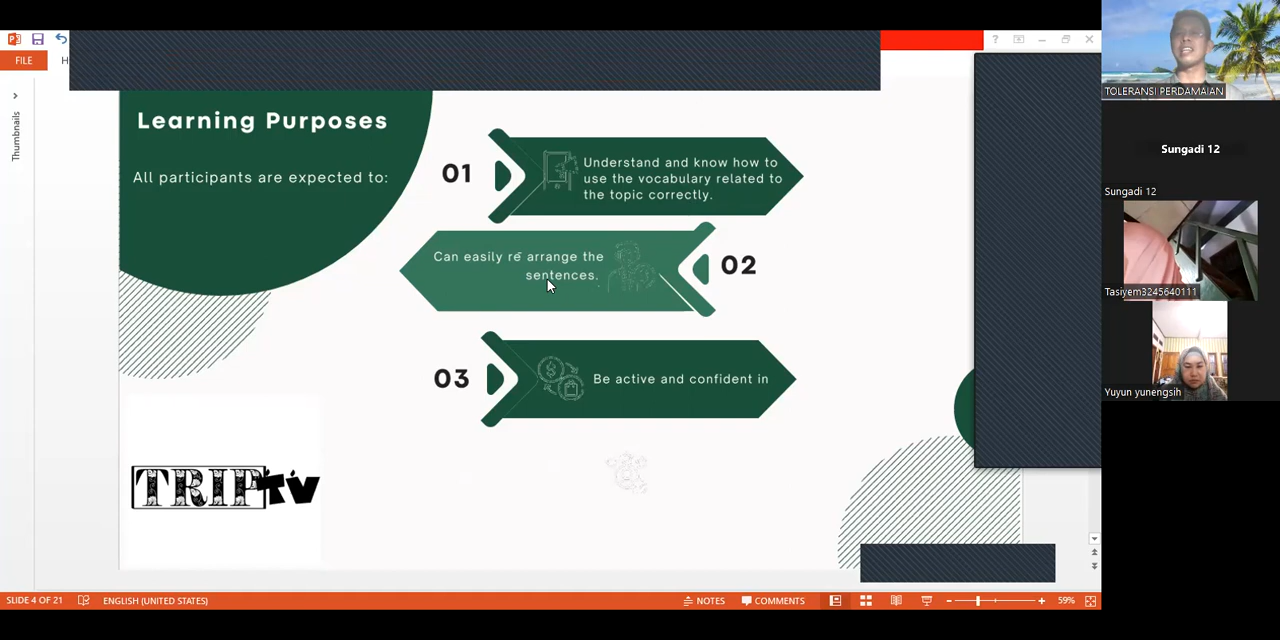 FILE
H
Thumbnails
Learning Purposes
All participants are expected to:
01
Understand and know how to
use the vocabulary related to
the topic correctly.
Can easily re arrange the
sentences.
02
03
Be active and confident in
TRIP TV
SLIDE 4 OF 21
ENGLISH (UNITED STATES)
NOTES
COMMENTS
59%
TOLERANSI PERDAMAIAN
Sungadi 12
Sungadi 12
Tasiyem3245640111
Yuyun yunengsih